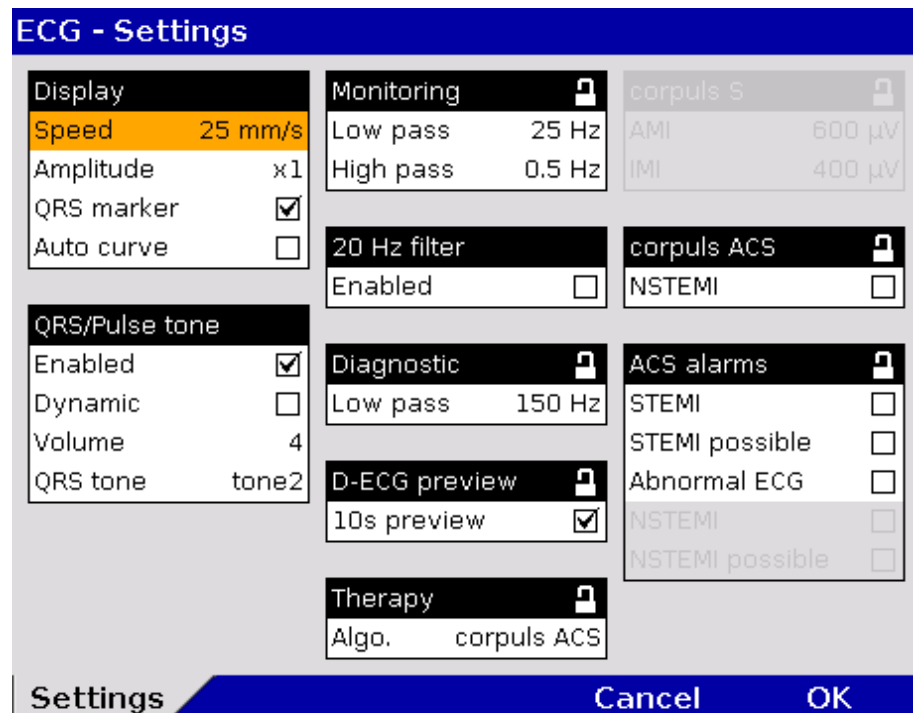 ECG - Settings
Display
Speed 25 mm/s
Amplitude x1
QRS marker
Auto curve
QRS/Pulse tone
Enabled
Dynamic
Volume 4
QRS tone tone2
Monitoring
Low pass 25 Hz
High pass 0.5 Hz
20 Hz filter
Enabled
Diagnostic
Low pass 150 Hz
D-ECG preview
10s preview
Therapy
Algo. corpuls ACS
corpuls S
AMI 600 µV
IMI 400 µV
corpuls ACS
NSTEMI
ACS alarms
STEMI
STEMI possible
Abnormal ECG
NSTEMI
NSTEMI possible
Settings Cancel OK